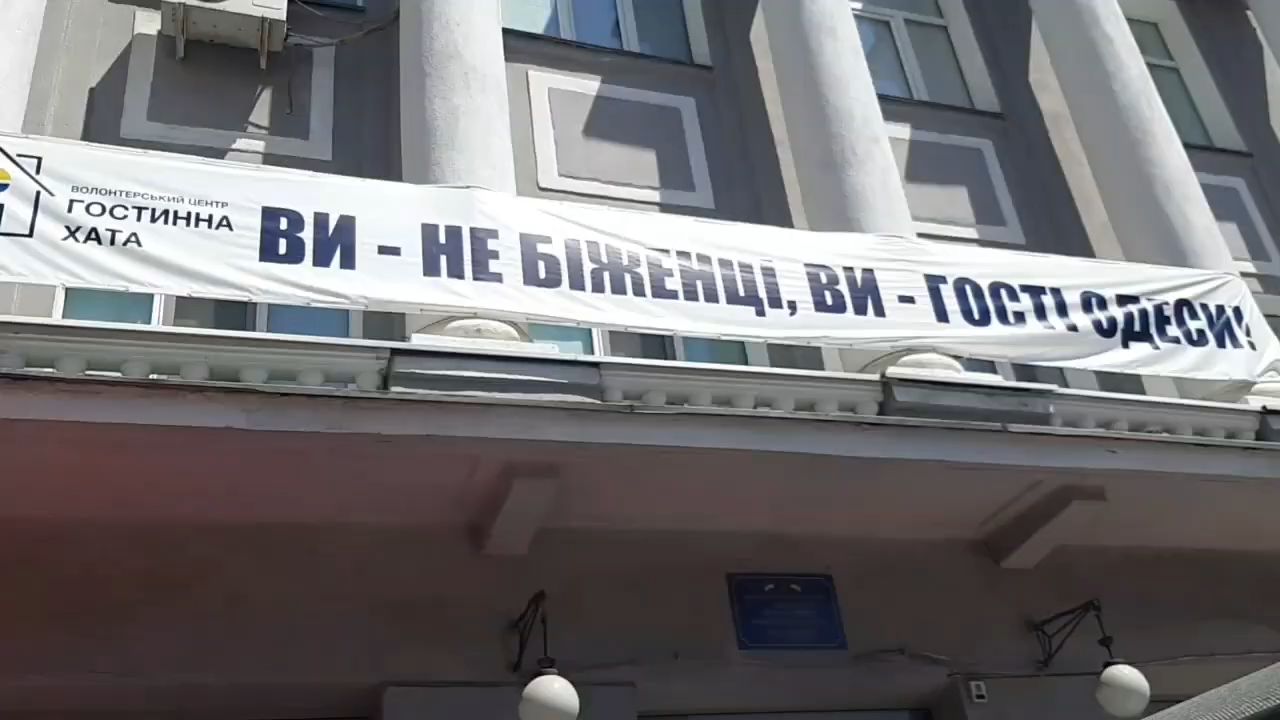 ВОЛОНТЕРСЬКИЙ ЦЕНТР
ГОСТИННА
ХАТА
ВИ - НЕ БІЖЕНЦІ, ВИ - ГОСТІ ОДЕСИ!